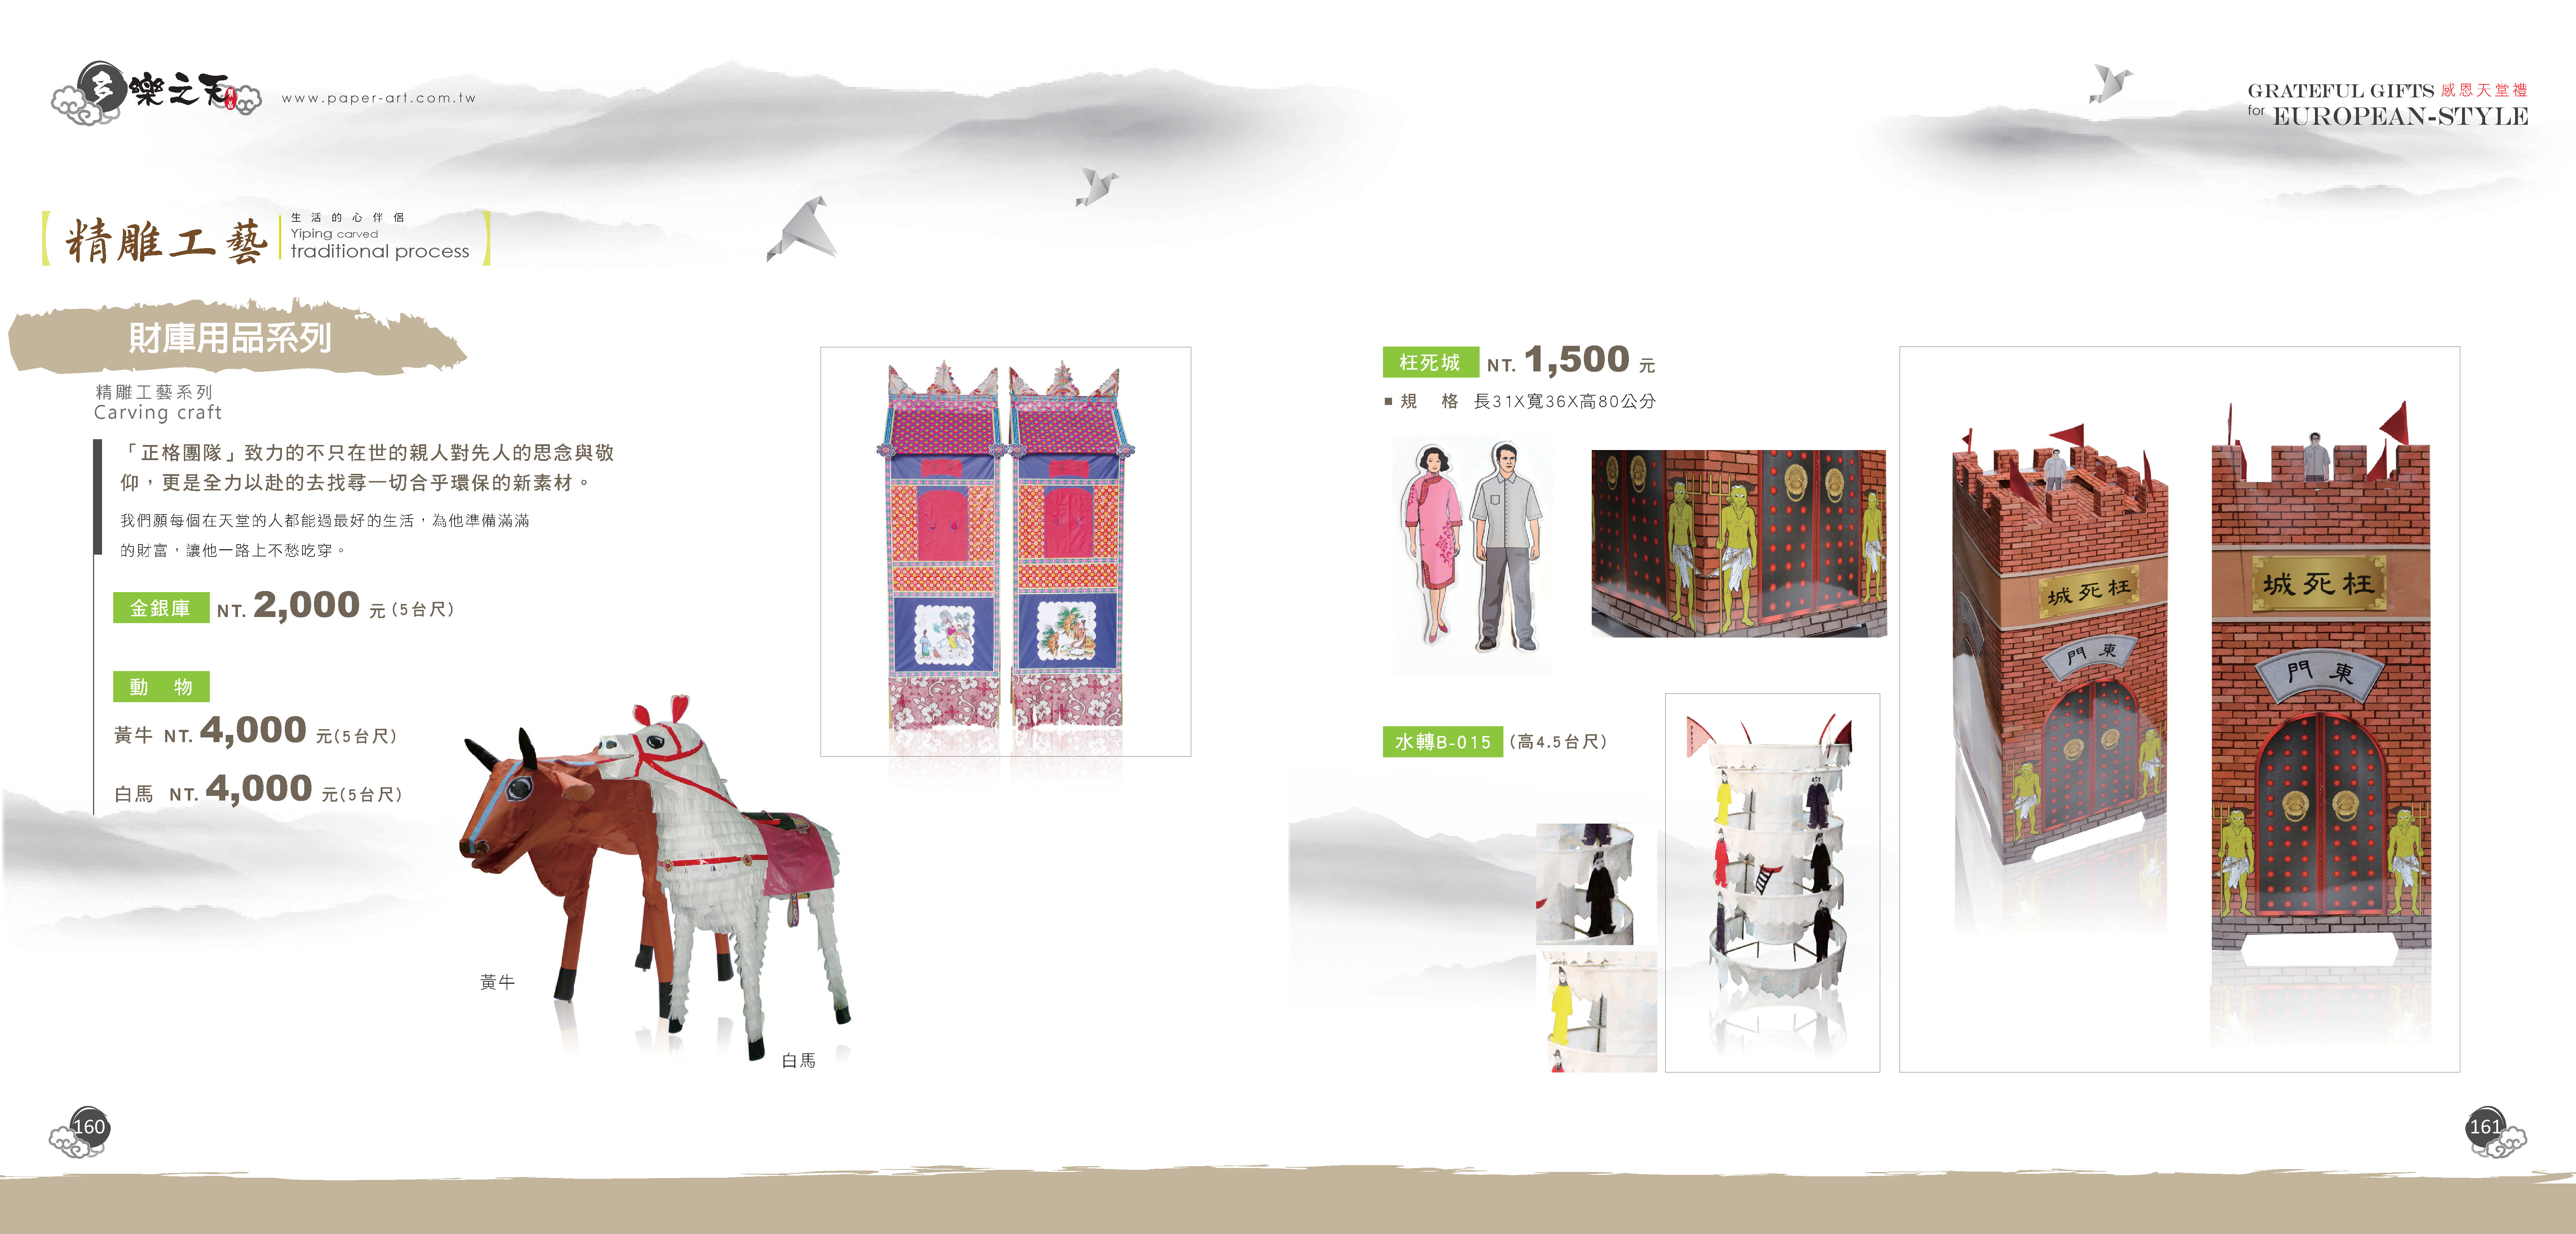 多樂之天
www.paper-art.com.tw
GRATEFUL GIFTS 感恩天堂禮
for EUROPEAN-STYLE
精雕工藝
生活的心伴侶
Yiping carved
traditional process
財庫用品系列
精雕工藝系列
Carving craft
「正格團隊」致力的不只在世的親人對先人的思念與敬
仰，更是全力以赴的去找尋一切合乎環保的新素材。
我們願每個在天堂的人都能過最好的生活，為他準備滿滿
的財富，讓他一路上不愁吃穿。
金銀庫 NT. 2,000 元 (5台尺)
動 物
黃牛 NT. 4,000 元(5台尺)
白馬 NT. 4,000 元(5台尺)
黃牛
白馬
160
枉死城 NT. 1,500 元
■ 規 格 長31X寬36X高80公分
水轉B-015 (高4.5台尺)
城死枉
門東
城死枉
門東
161